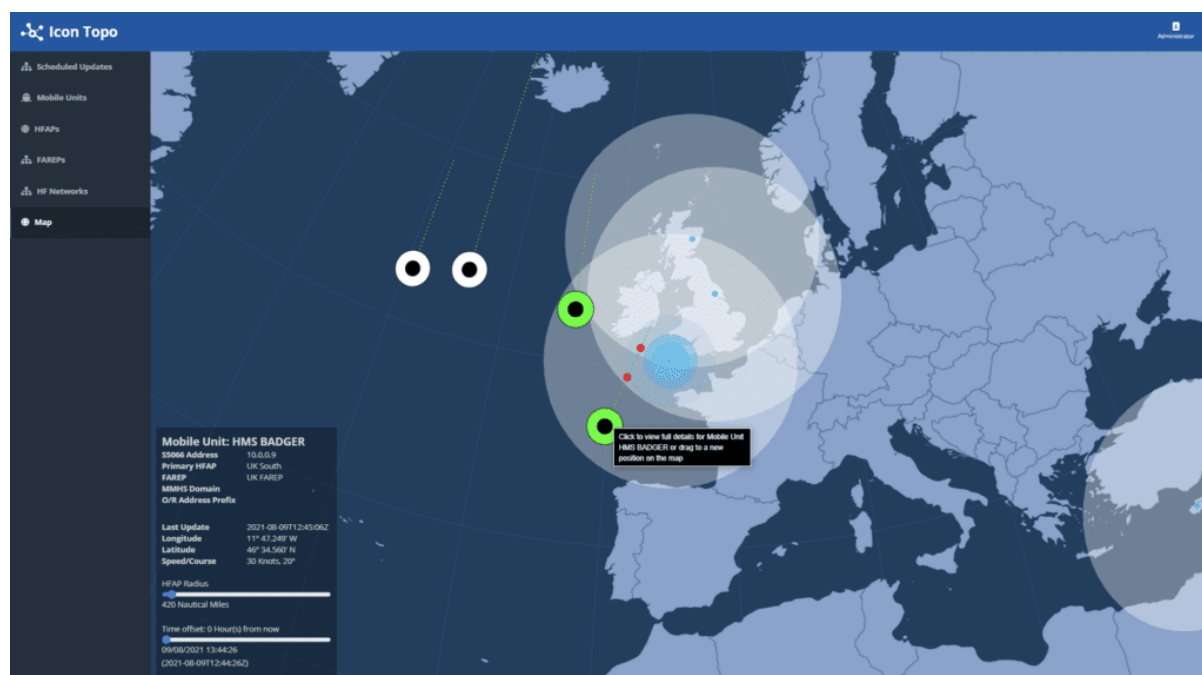 Icon Topo
Administrator
Scheduled Updates
Mobile Units
HFAPs
FAREPs
HF Networks
Map
Click to view full details for Mobile Unit
HMS BADGER or drag to a new
position on the map
Mobile Unit: HMS BADGER
S5066 Address 10.0.0.9
Primary HFAP UK South
FAREP UK FAREP
MMHS Domain
O/R Address Prefix
Last Update 2021-08-09T12:45:06Z
Longitude 11° 47.249' W
Latitude 46° 34.560' N
Speed/Course 30 Knots, 20°
HFAP Radius
420 Nautical Miles
Time offset: 0 Hour(s) from now
09/08/2021 13:44:26
(2021-08-09T12:44:26Z)